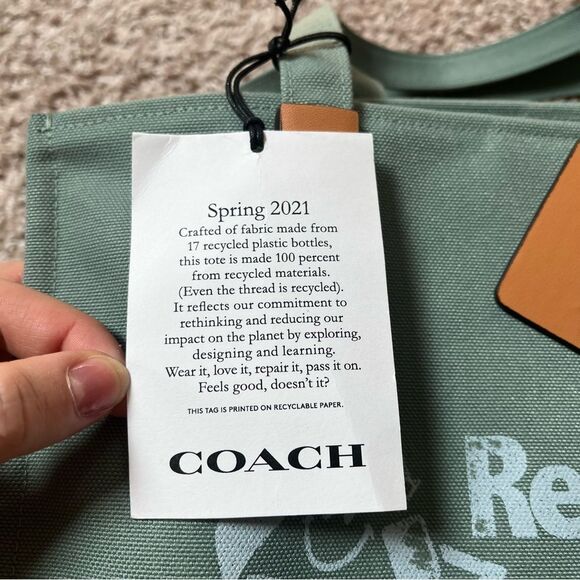 Spring 2021
Crafted of fabric made from
17 recycled plastic bottles,
this tote is made 100 percent
from recycled materials.
(Even the thread is recycled).
It reflects our commitment to
rethinking and reducing our
impact on the planet by exploring,
designing and learning.
Wear it, love it, repair it, pass it on.
Feels good, doesn't it?
THIS TAG IS PRINTED ON RECYCLABLE PAPER.
COACH
Re